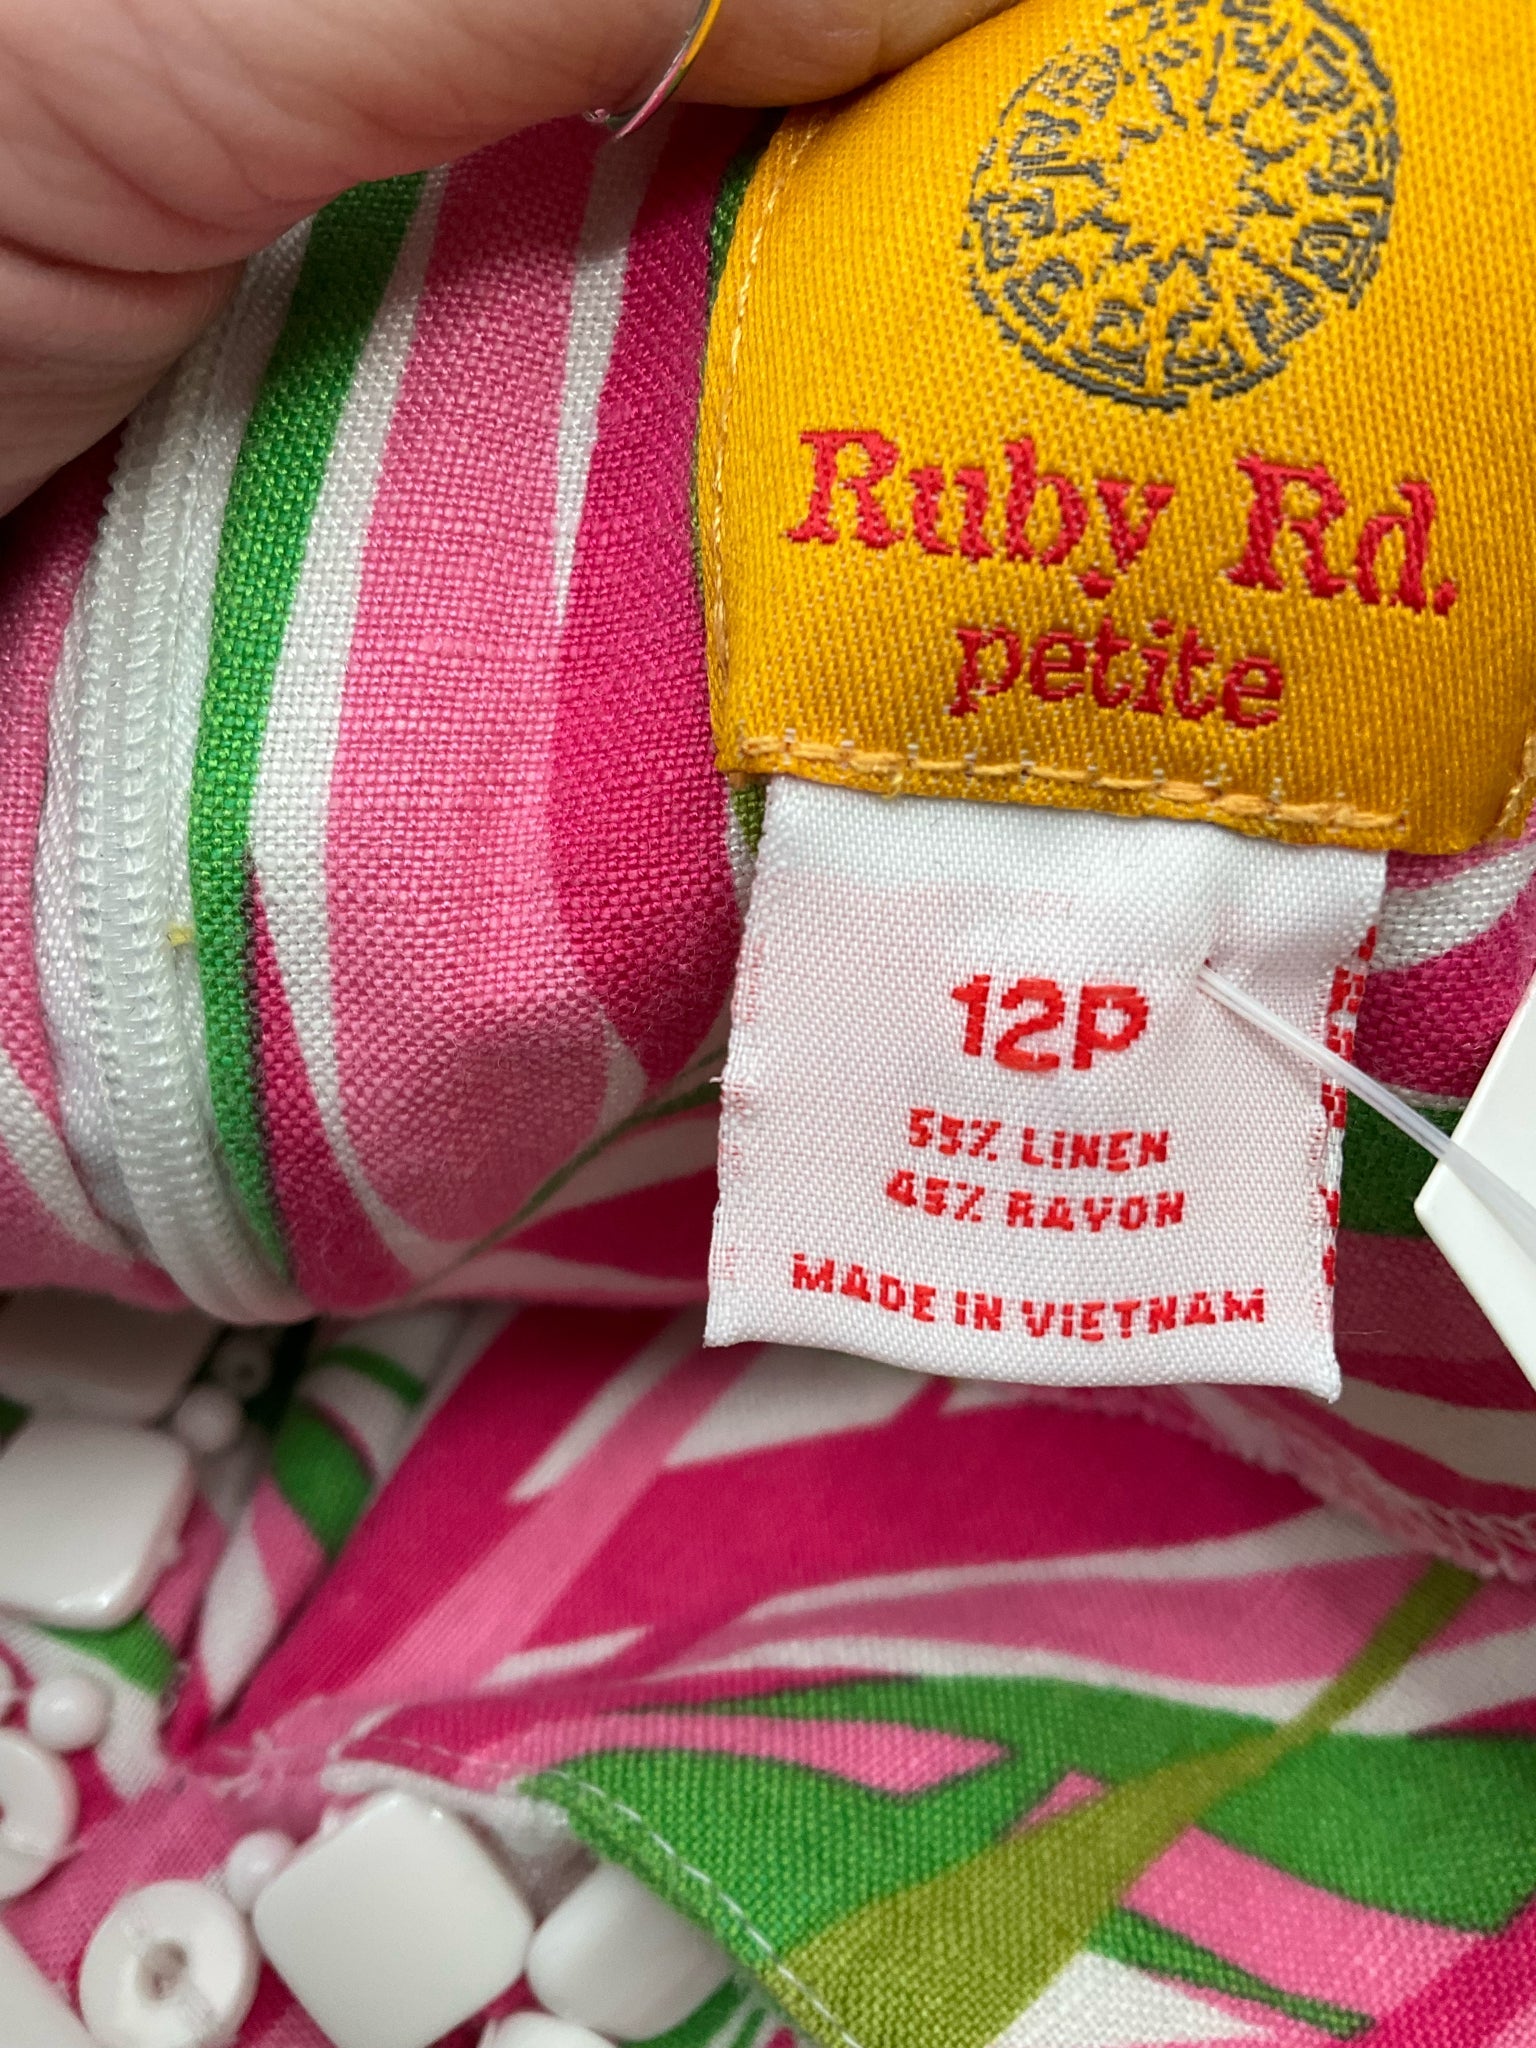 Ruby Rd.
petite
12P
55% LINEN
45% RAYON
MADE IN VIETNAM